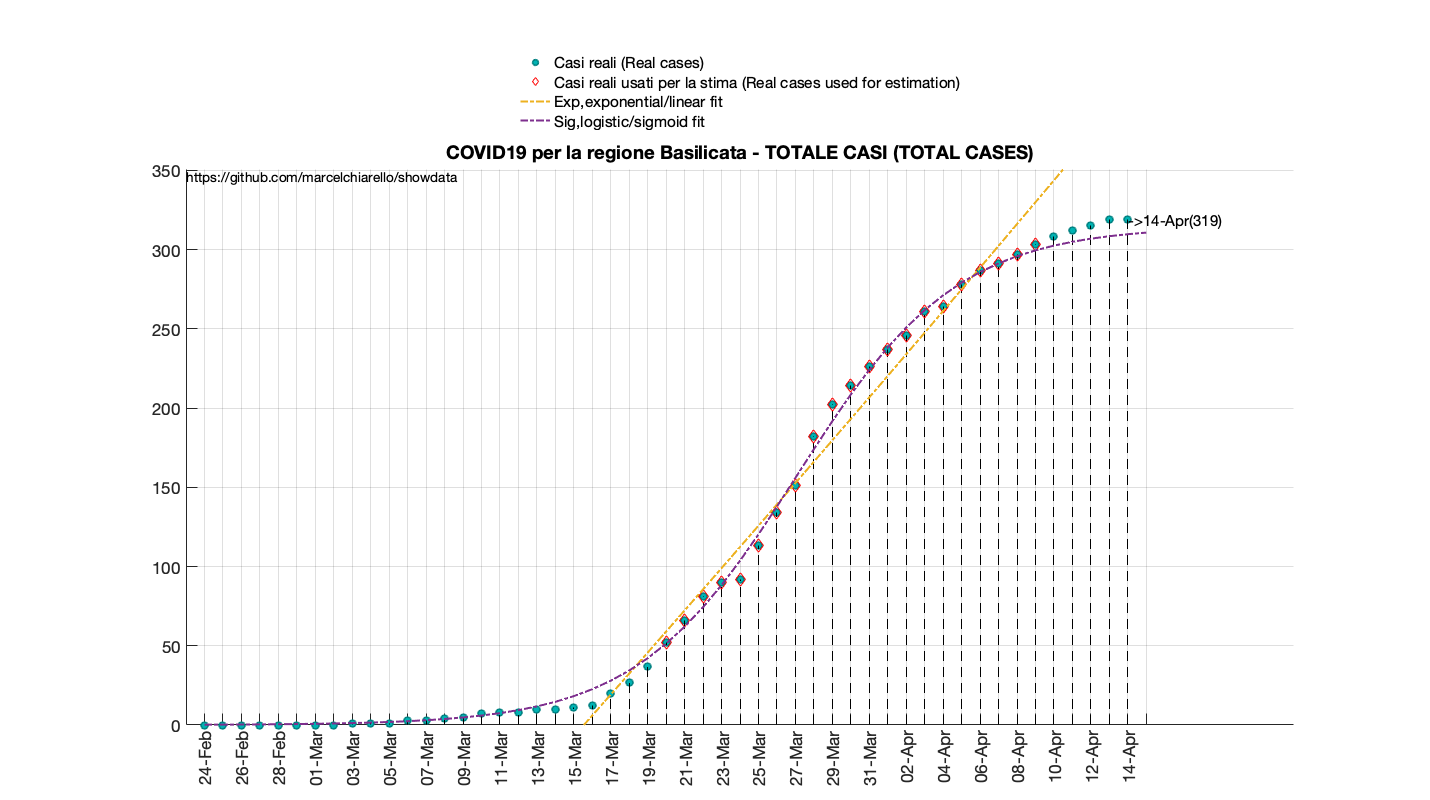 Casi reali (Real cases)
Casi reali usati per la stima (Real cases used for estimation)
Exp,exponential/linear fit
Sig,logistic/sigmoid fit
COVID19 per la regione Basilicata - TOTALE CASI (TOTAL CASES)
https://github.com/marcelchiarello/showdata
350
300
250
200
150
100
50
0
->14-Apr(319)
24-Feb
26-Feb
28-Feb
01-Mar
03-Mar
05-Mar
07-Mar
09-Mar
11-Mar
13-Mar
15-Mar
17-Mar
19-Mar
21-Mar
23-Mar
25-Mar
27-Mar
29-Mar
31-Mar
02-Apr
04-Apr
06-Apr
08-Apr
10-Apr
12-Apr
14-Apr